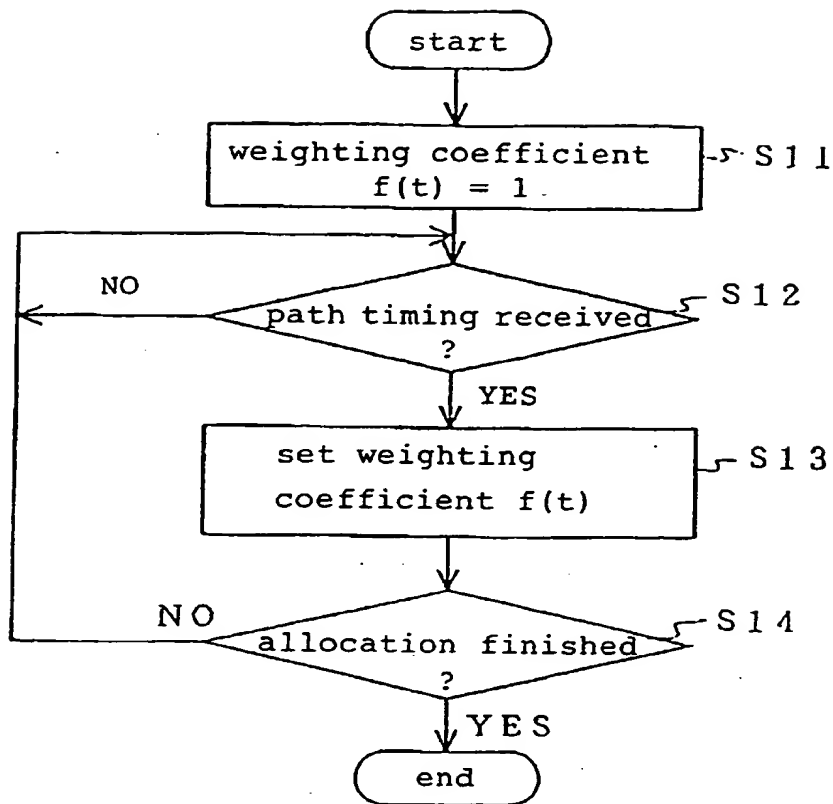 start
weighting coefficient
f(t) = 1
S11
NO
path timing received
?
S12
YES
set weighting
coefficient f(t)
S13
NO
allocation finished
?
S14
YES
end